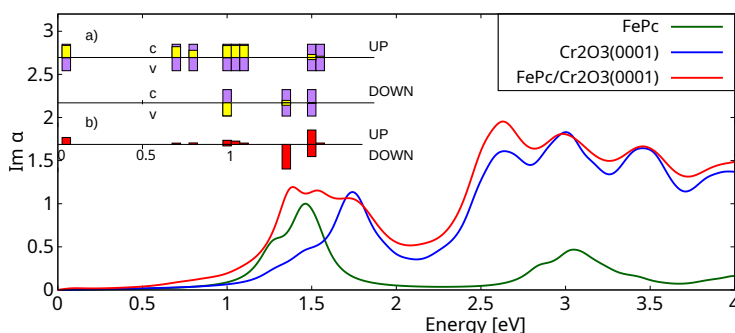 3
2.5
2
1.5
1
0.5
0
Im α
a)
c
v
UP
c
v
DOWN
b)
UP
DOWN
0
0.5
1
FePc
Cr2O3(0001)
FePc/Cr2O3(0001)
0 0.5 1 1.5 2 2.5 3 3.5 4
Energy [eV]